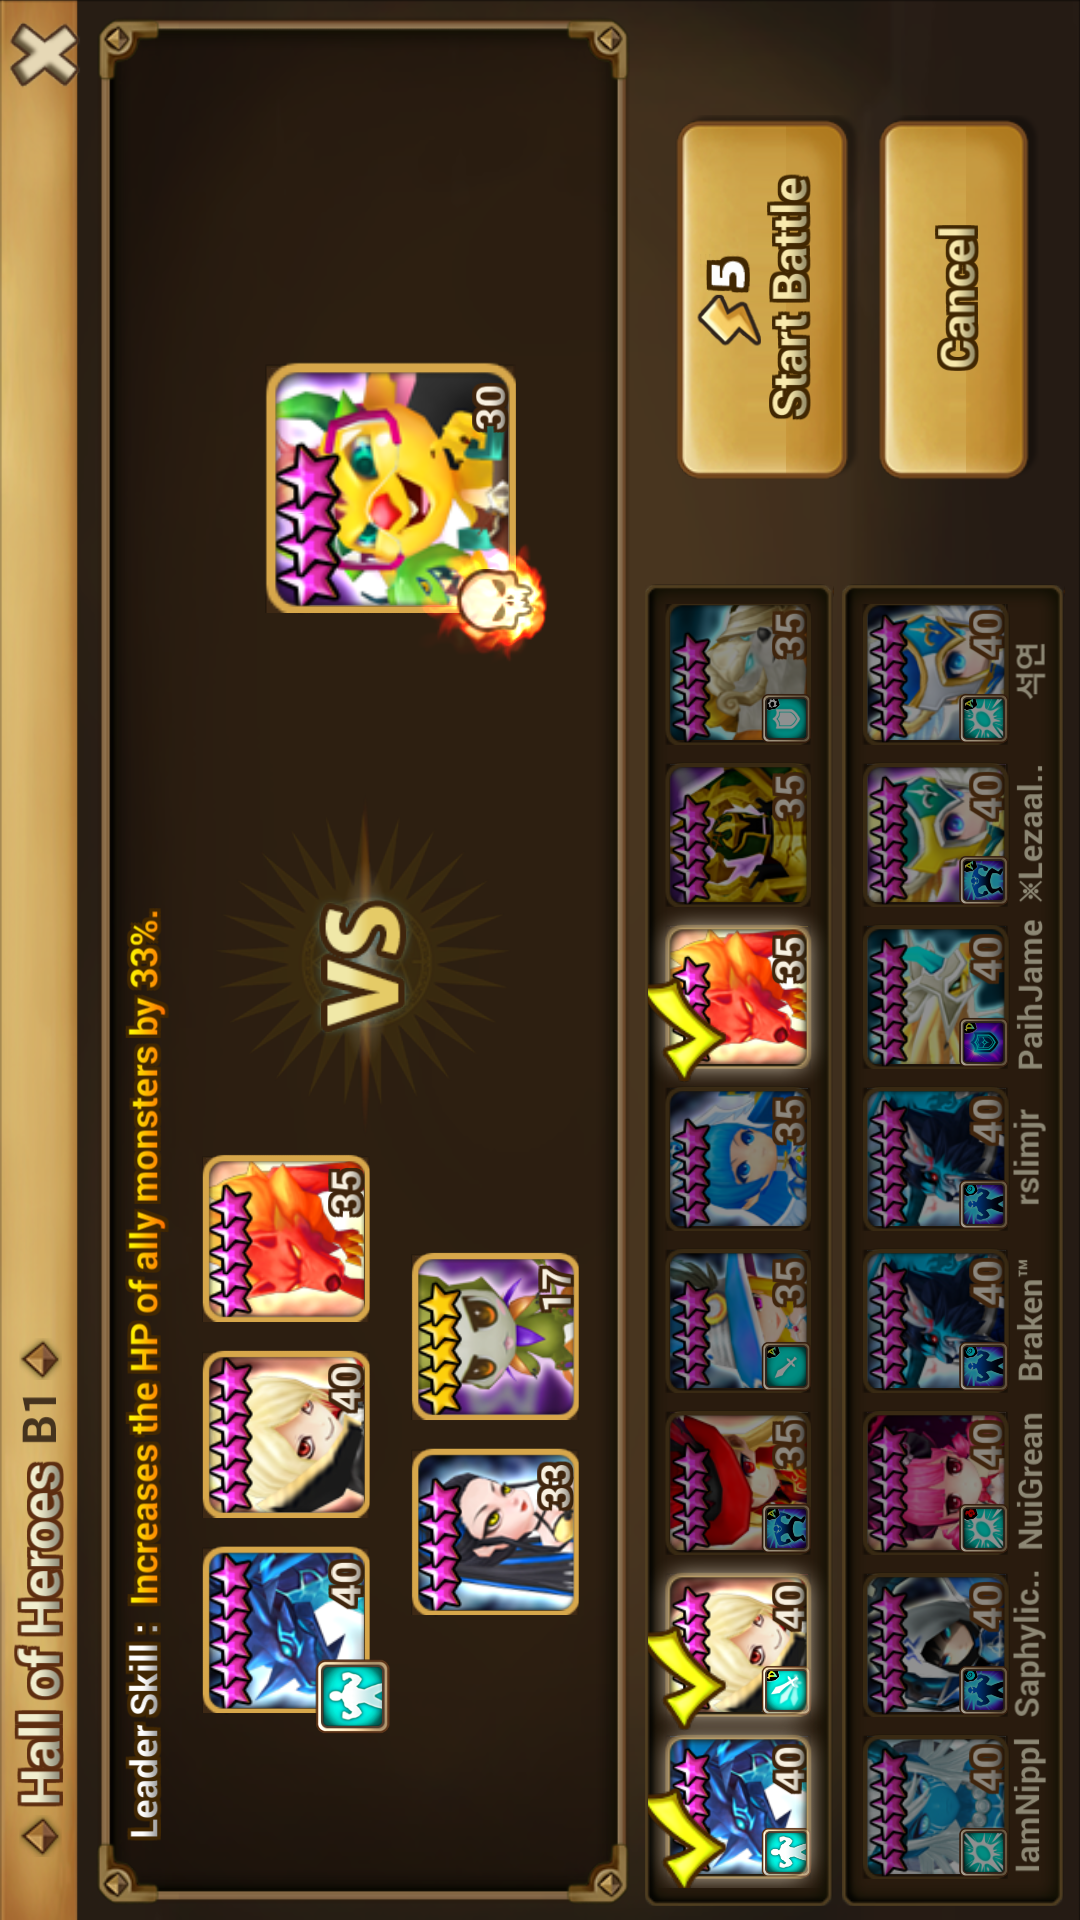 Hall of Heroes B1
Leader Skill : Increases the HP of ally monsters by 33%.
40
40
35
33
17
VS
30
40
40
35
35
35
35
35
35
5
Start Battle
40
40
40
40
40
40
40
40
IamNippl
Saphylic..
NuiGrean
Braken™
rslimjr
PaihJame
※Lezaal..
석연
Cancel